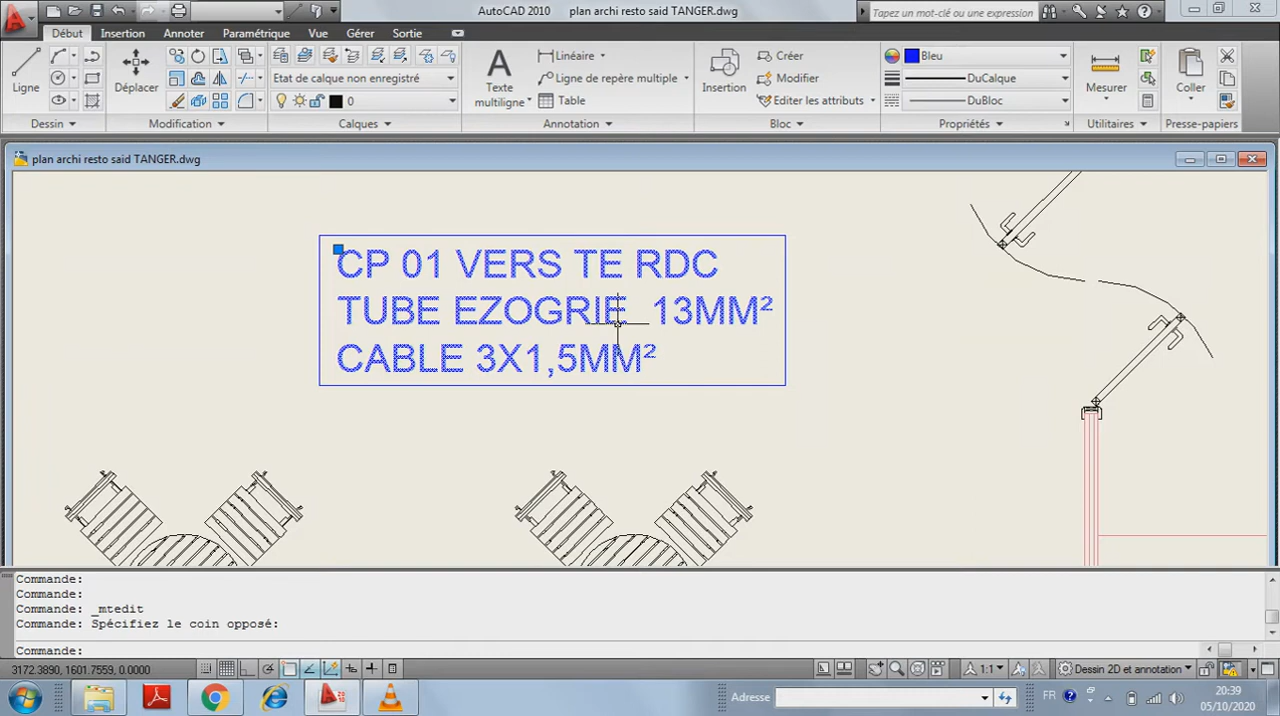 AutoCAD 2010 plan archi resto said TANGER.dwg
Tapez un mot-clé ou une expression
Début Insertion Annoter Paramétrique Vue Gérer Sortie
Ligne
Déplacer
Etat de calque non enregistré
0
Texte multiligne
Linéaire
Ligne de repère multiple
Table
Insertion
Créer
Modifier
Editer les attributs
Bleu
DuCalque
DuBloc
Mesurer
Coller
Dessin Modification Calques Annotation Bloc Propriétés Utilitaires Presse-papiers
plan archi resto said TANGER.dwg
CP 01 VERS TE RDC
TUBE EZOGRIE 13MM²
CABLE 3X1,5MM²
Commande:
Commande:
Commande: _mtedit
Commande: Spécifiez le coin opposé:
Commande:
3172.3890, 1601.7559, 0.0000
1:1
Dessin 2D et annotation
Adresse
FR
20:39
05/10/2020